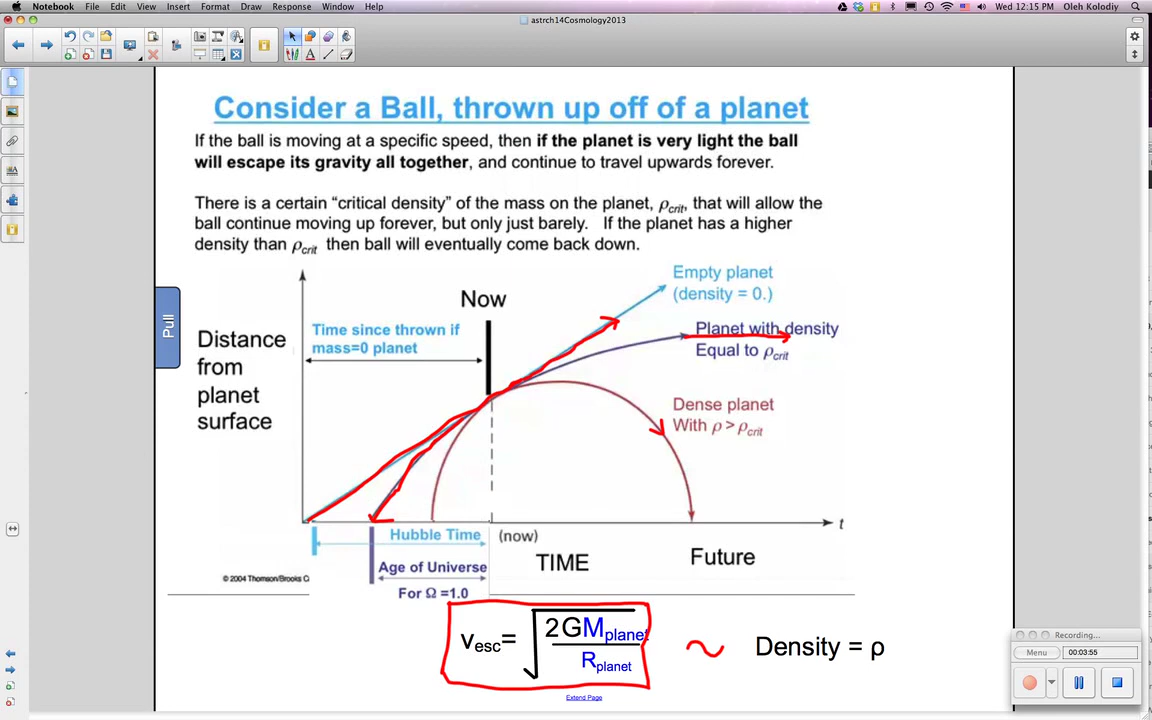 Notebook File Edit View Insert Format Draw Response Window Help Wed 12:15 PM Oleh Kolodiy
astrch14Cosmology2013
Consider a Ball, thrown up off of a planet
If the ball is moving at a specific speed, then if the planet is very light the ball
will escape its gravity all together, and continue to travel upwards forever.
There is a certain “critical density” of the mass on the planet, ρcrit, that will allow the
ball continue moving up forever, but only just barely. If the planet has a higher
density than ρcrit then ball will eventually come back down.
Pull
Distance
from
planet
surface
Now
Time since thrown if
mass=0 planet
Empty planet
(density = 0.)
Planet with density
Equal to ρcrit
Dense planet
With ρ > ρcrit
t
Hubble Time
(now)
Age of Universe
For Ω =1.0
TIME
Future
© 2004 Thomson/Brooks C
vesc= √ 2GMplanet
Rplanet
~ Density = ρ
Extend Page
Recording...
Menu 00:03:55